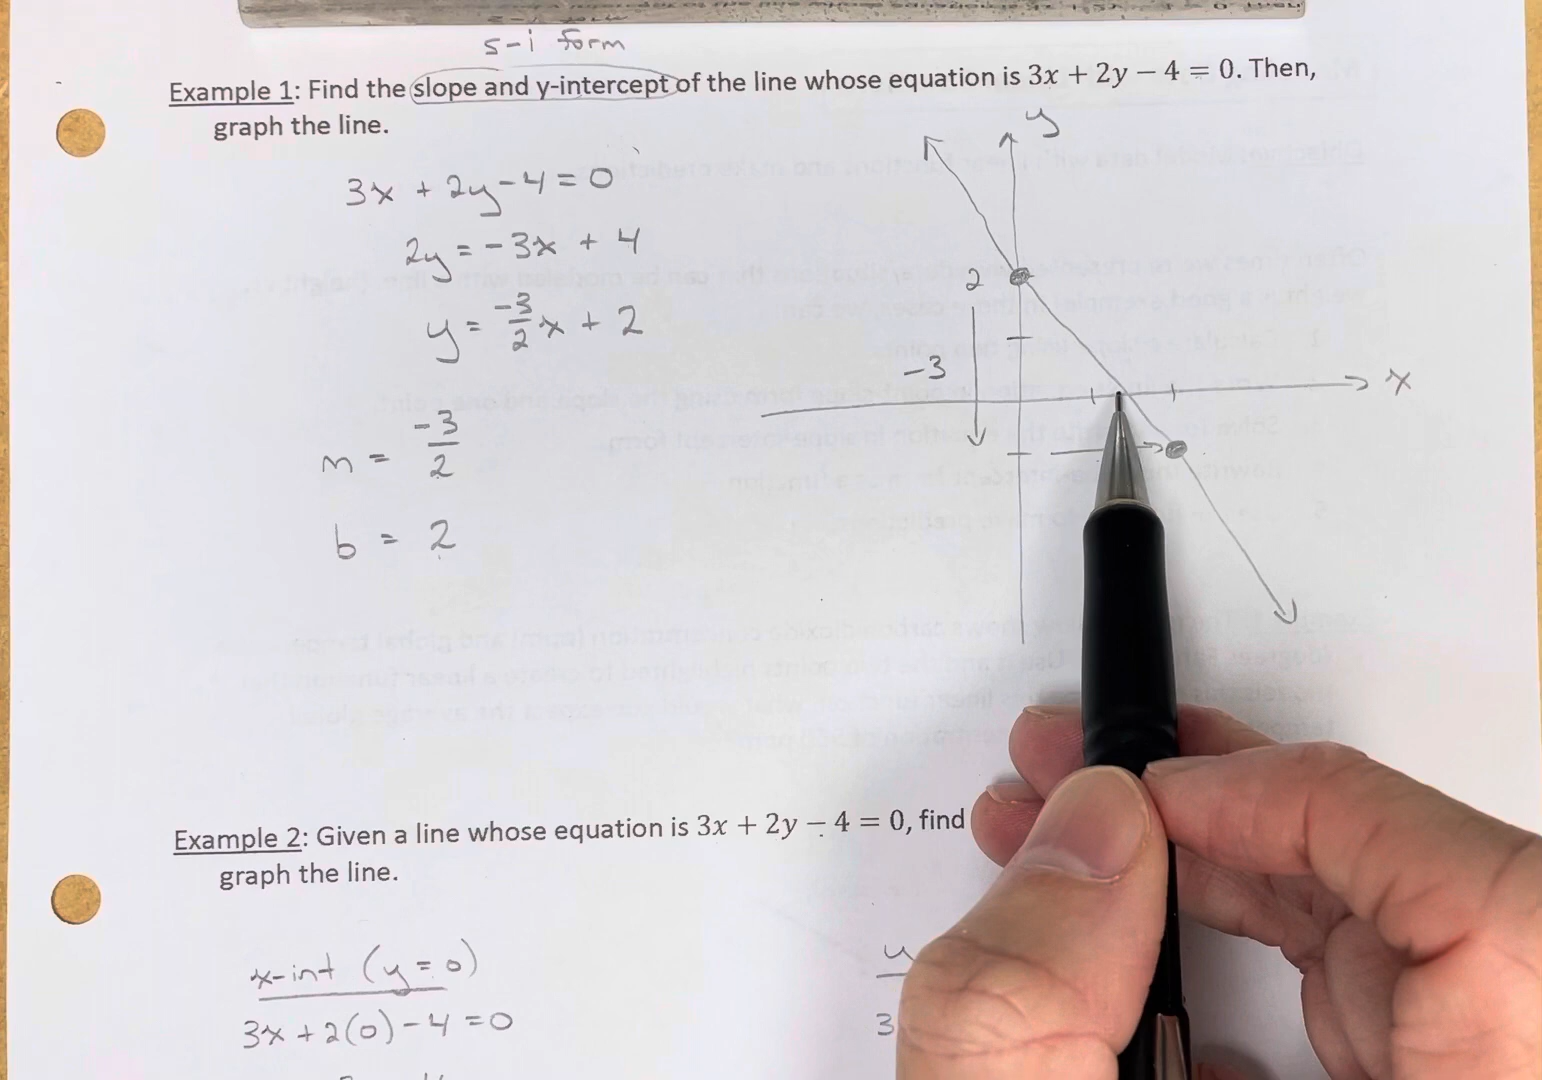 s-i form
Example 1: Find the slope and y-intercept of the line whose equation is 3x + 2y − 4 = 0. Then,
graph the line.
3x + 2y - 4 = 0
2y = -3x + 4
y = -3/2 x + 2
m = -3/2
b = 2
y
2
-3
x
Example 2: Given a line whose equation is 3x + 2y − 4 = 0, find
graph the line.
x-int (y = 0)
3x + 2(0) - 4 = 0
3